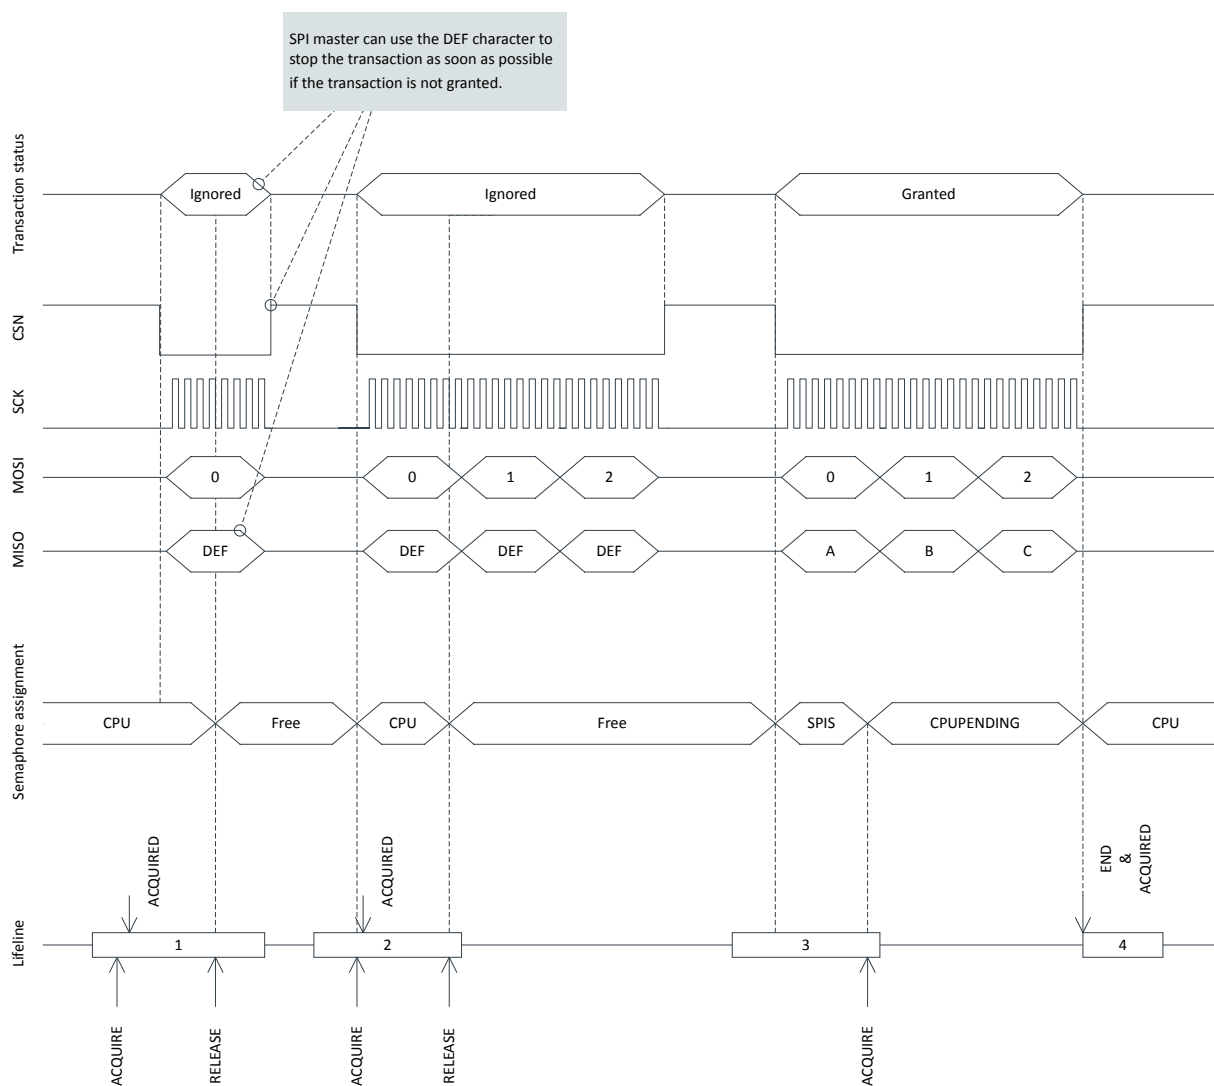 SPI master can use the DEF character to
stop the transaction as soon as possible
if the transaction is not granted.
Transaction status
Ignored
Ignored
Granted
CSN
SCK
MOSI
0
0
1
2
0
1
2
MISO
DEF
DEF
DEF
DEF
A
B
C
Semaphore assignment
CPU
Free
CPU
Free
SPIS
CPUPENDING
CPU
ACQUIRED
ACQUIRED
END
&
ACQUIRED
Lifeline
1
2
3
4
ACQUIRE
RELEASE
ACQUIRE
RELEASE
ACQUIRE